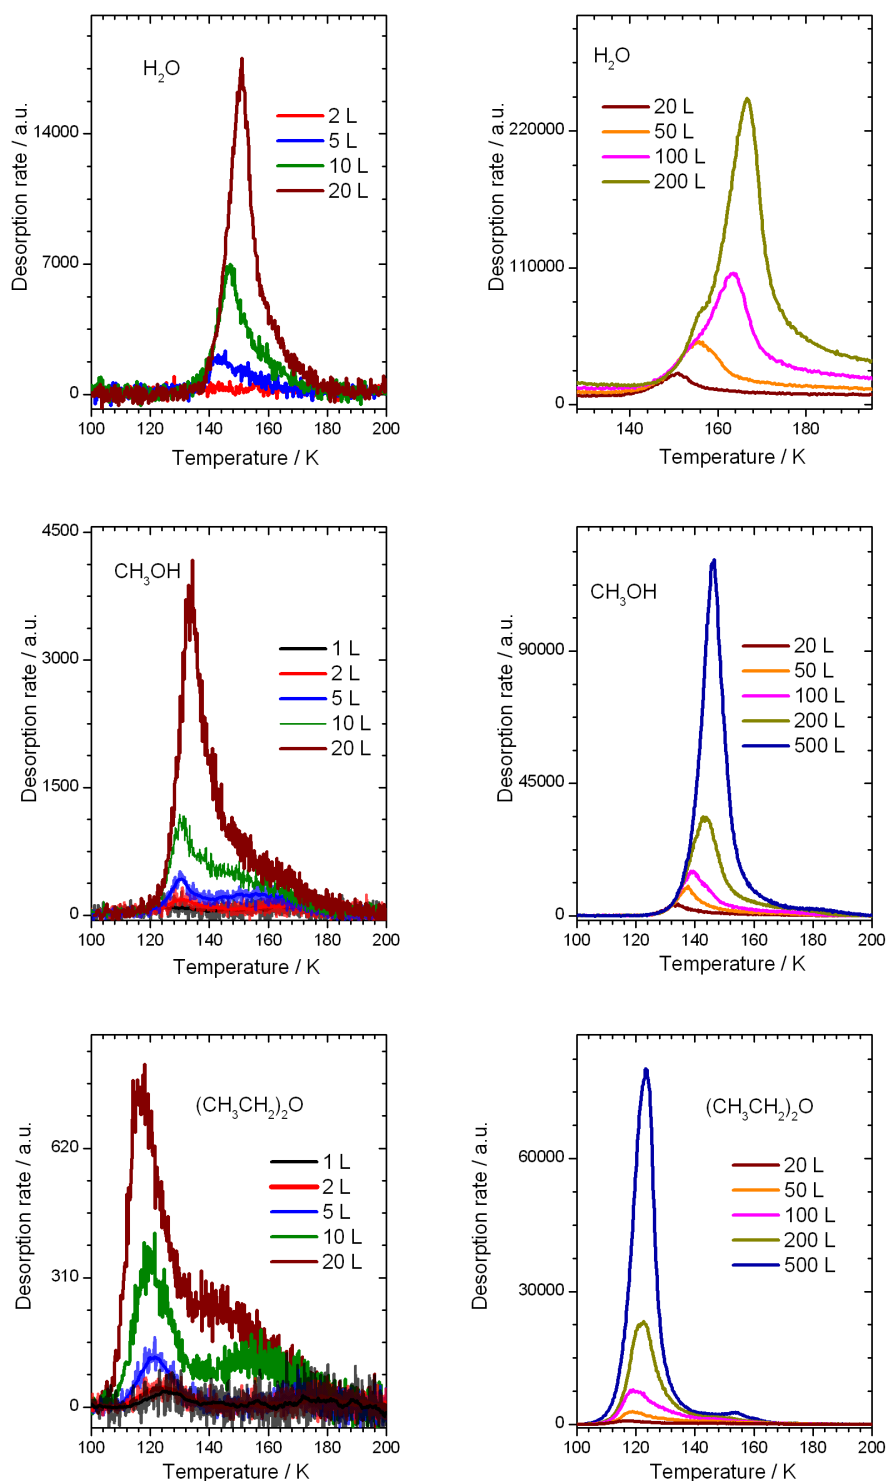 H₂O
2 L
5 L
10 L
20 L
14000
7000
0
Desorption rate / a.u.
100 120 140 160 180 200
Temperature / K
H₂O
20 L
50 L
100 L
200 L
220000
110000
0
Desorption rate / a.u.
140 160 180
Temperature / K
CH₃OH
1 L
2 L
5 L
10 L
20 L
4500
3000
1500
0
Desorption rate / a.u.
100 120 140 160 180 200
Temperature / K
CH₃OH
20 L
50 L
100 L
200 L
500 L
90000
45000
0
Desorption rate / a.u.
100 120 140 160 180 200
Temperature / K
(CH₃CH₂)₂O
1 L
2 L
5 L
10 L
20 L
620
310
0
Desorption rate / a.u.
100 120 140 160 180 200
Temperature / K
(CH₃CH₂)₂O
20 L
50 L
100 L
200 L
500 L
60000
30000
0
Desorption rate / a.u.
100 120 140 160 180 200
Temperature / K